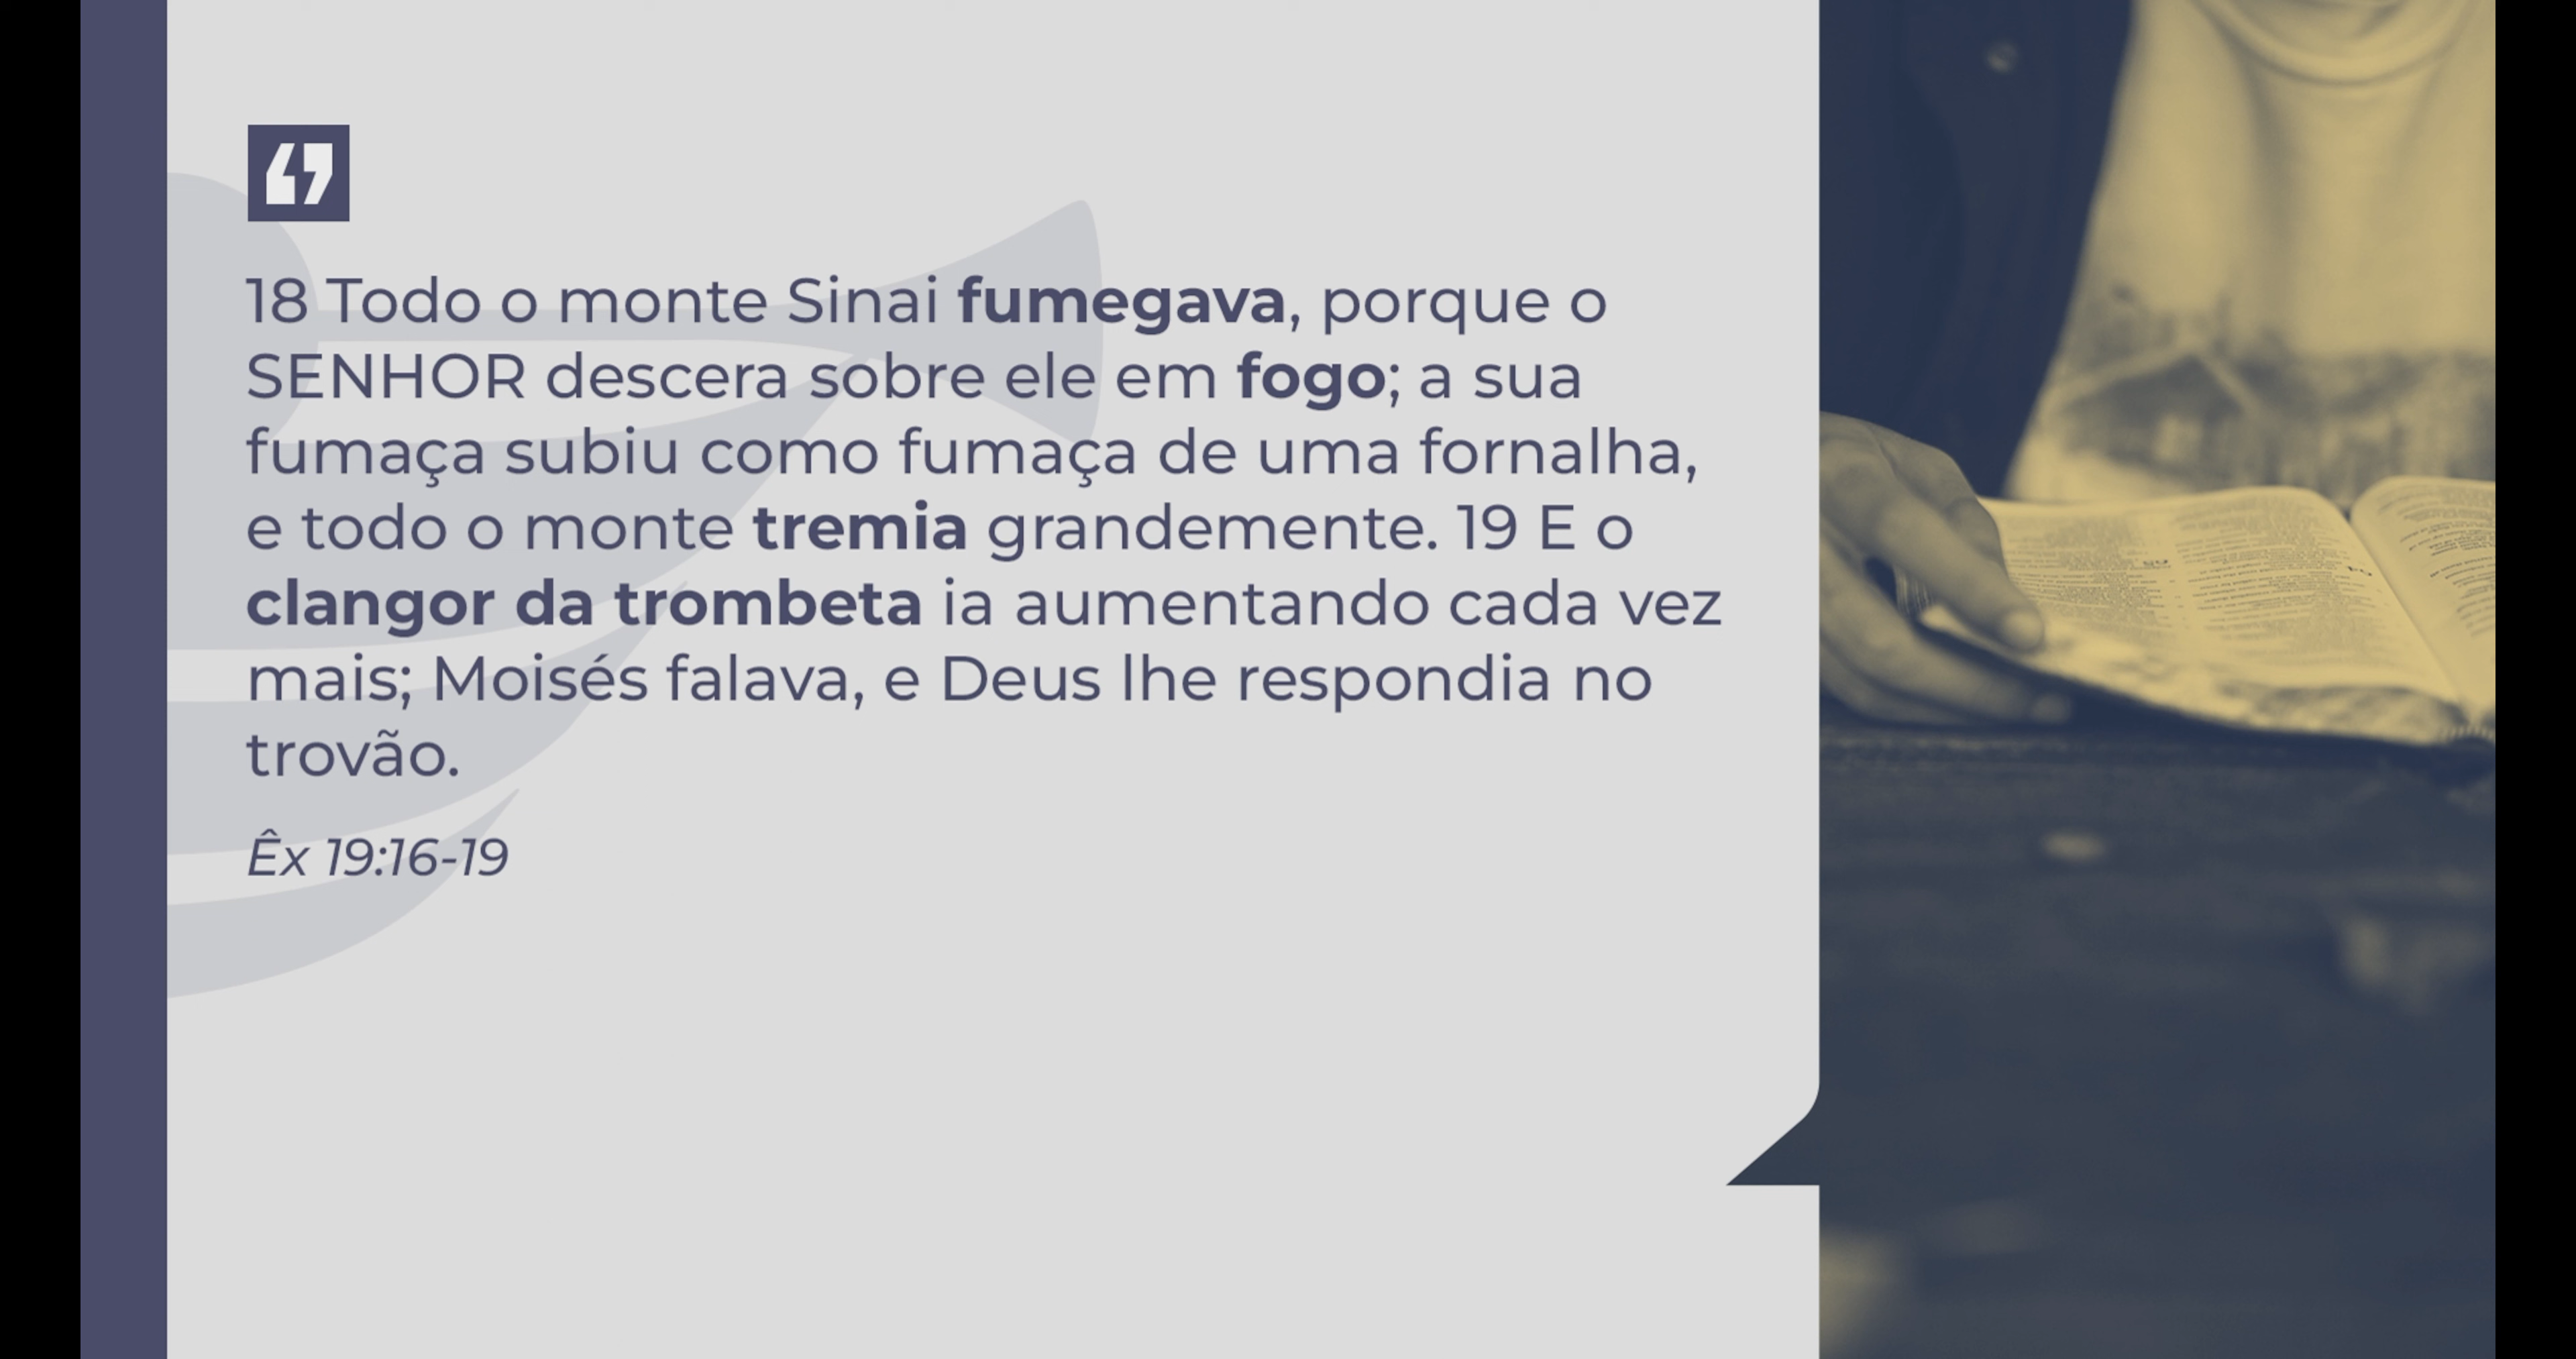 18 Todo o monte Sinai fumegava, porque o
SENHOR descera sobre ele em fogo; a sua
fumaça subiu como fumaça de uma fornalha,
e todo o monte tremia grandemente. 19 E o
clangor da trombeta ia aumentando cada vez
mais; Moisés falava, e Deus lhe respondia no
trovão.
Êx 19:16-19